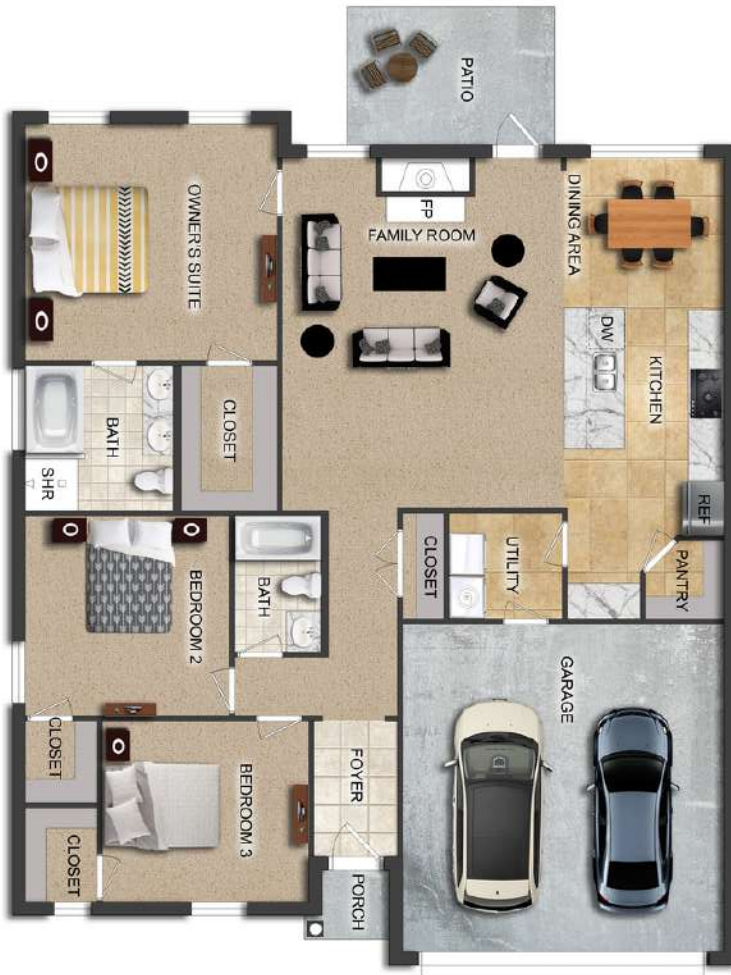 PATIO
OWNER'S SUITE
FP
FAMILY ROOM
DINING AREA
DW
KITCHEN
BATH
CLOSET
SHR
REF
BEDROOM 2
BATH
CLOSET
UTILITY
PANTRY
GARAGE
CLOSET
BEDROOM 3
FOYER
CLOSET
PORCH